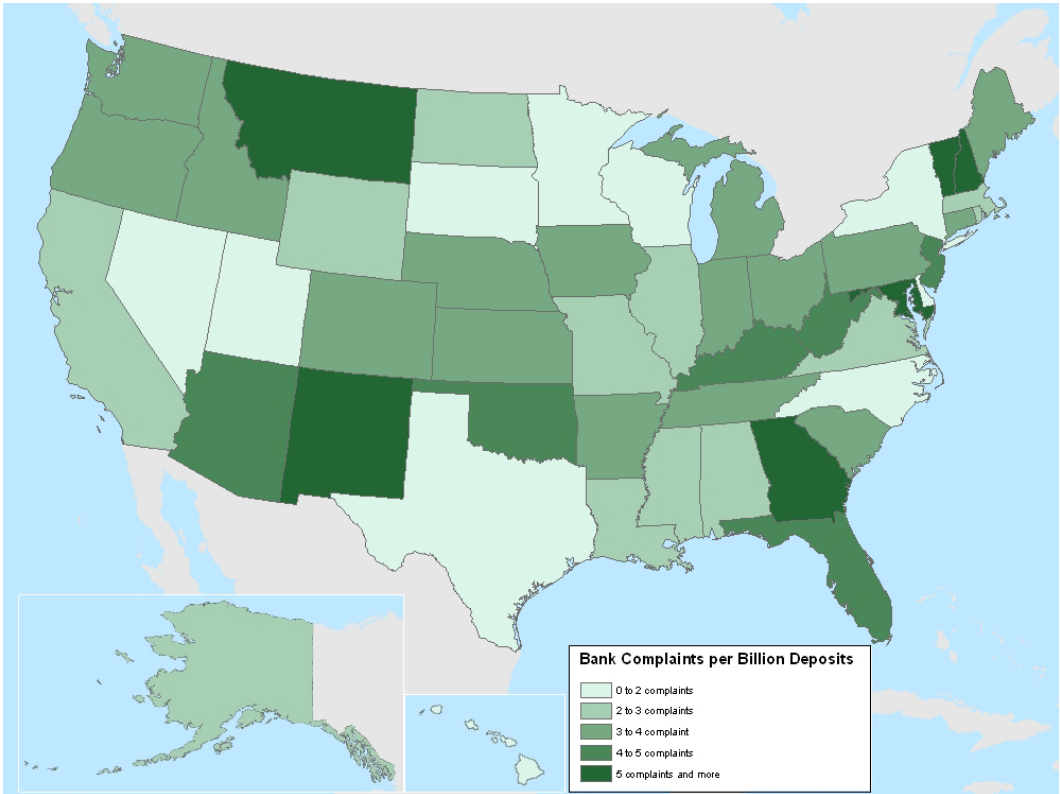 Bank Complaints per Billion Deposits
0 to 2 complaints
2 to 3 complaints
3 to 4 complaint
4 to 5 complaints
5 complaints and more